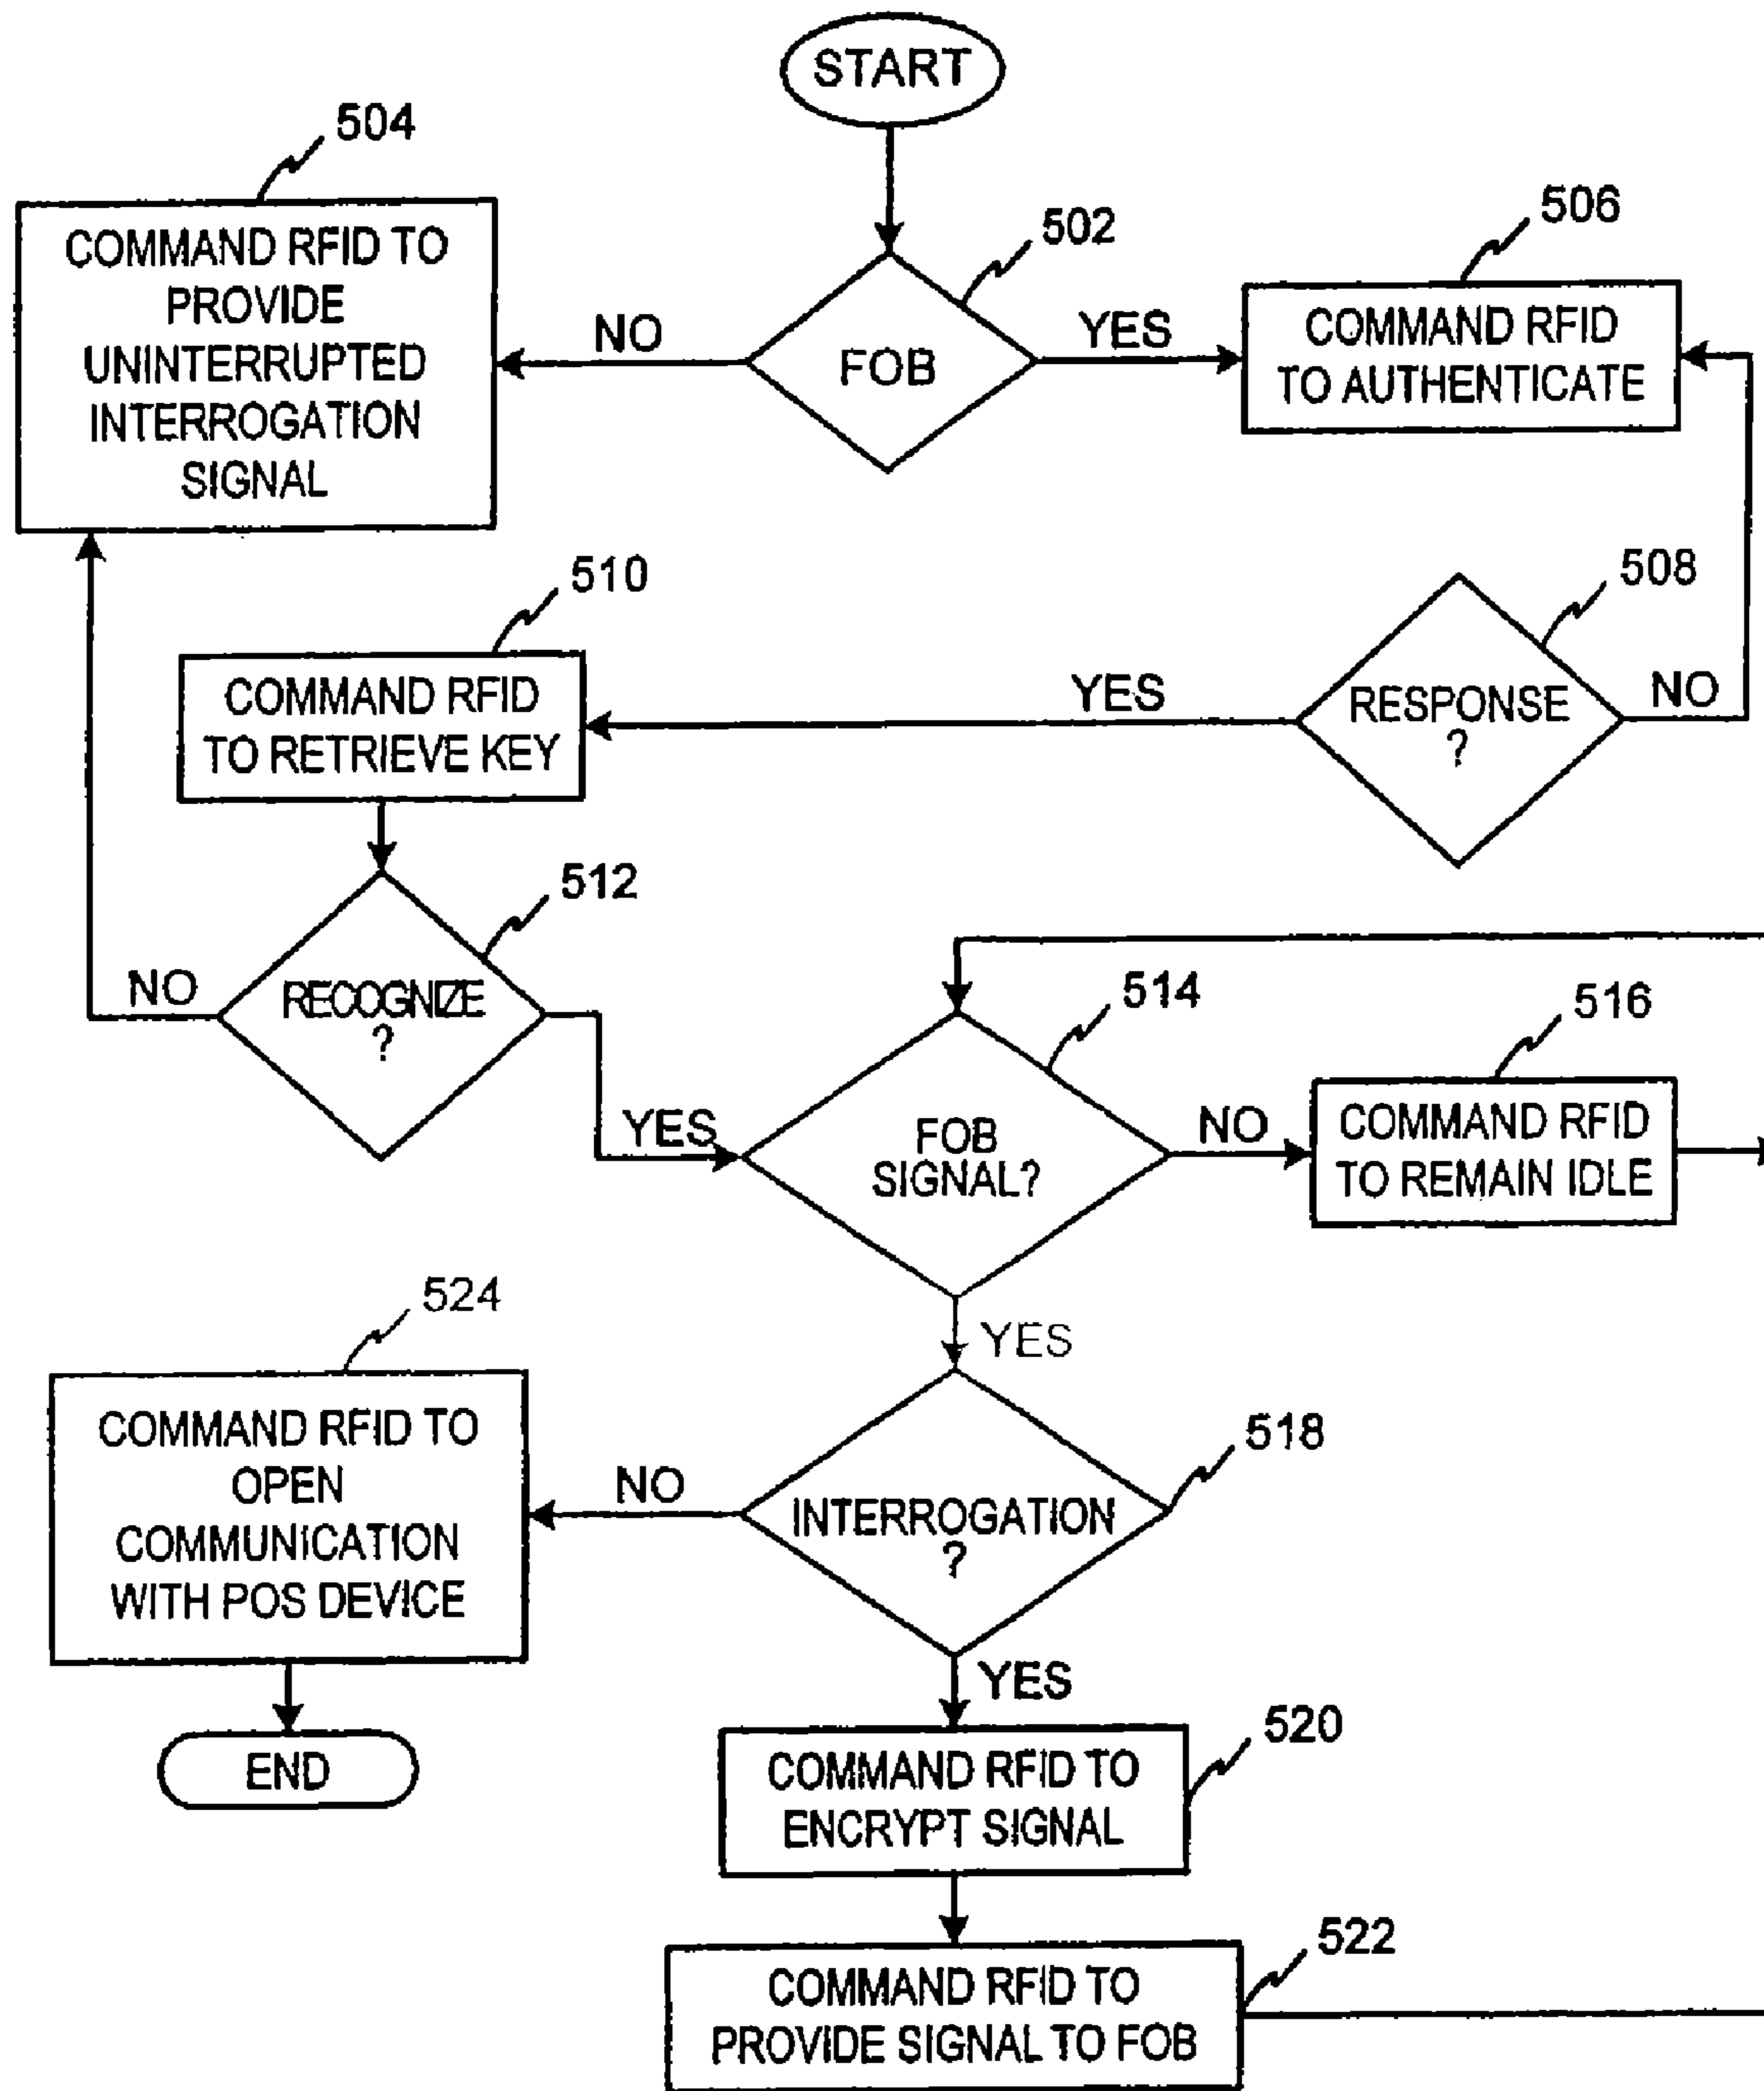 START
504
COMMAND RFID TO
PROVIDE
UNINTERRUPTED
INTERROGATION
SIGNAL
NO
502
FOB
YES
506
COMMAND RFID
TO AUTHENTICATE
510
COMMAND RFID
TO RETRIEVE KEY
YES
508
RESPONSE
?
NO
512
RECOGNIZE
?
NO
YES
514
FOB
SIGNAL?
NO
516
COMMAND RFID
TO REMAIN IDLE
YES
524
COMMAND RFID TO
OPEN
COMMUNICATION
WITH POS DEVICE
NO
518
INTERROGATION
?
YES
END
520
COMMAND RFID TO
ENCRYPT SIGNAL
522
COMMAND RFID TO
PROVIDE SIGNAL TO FOB